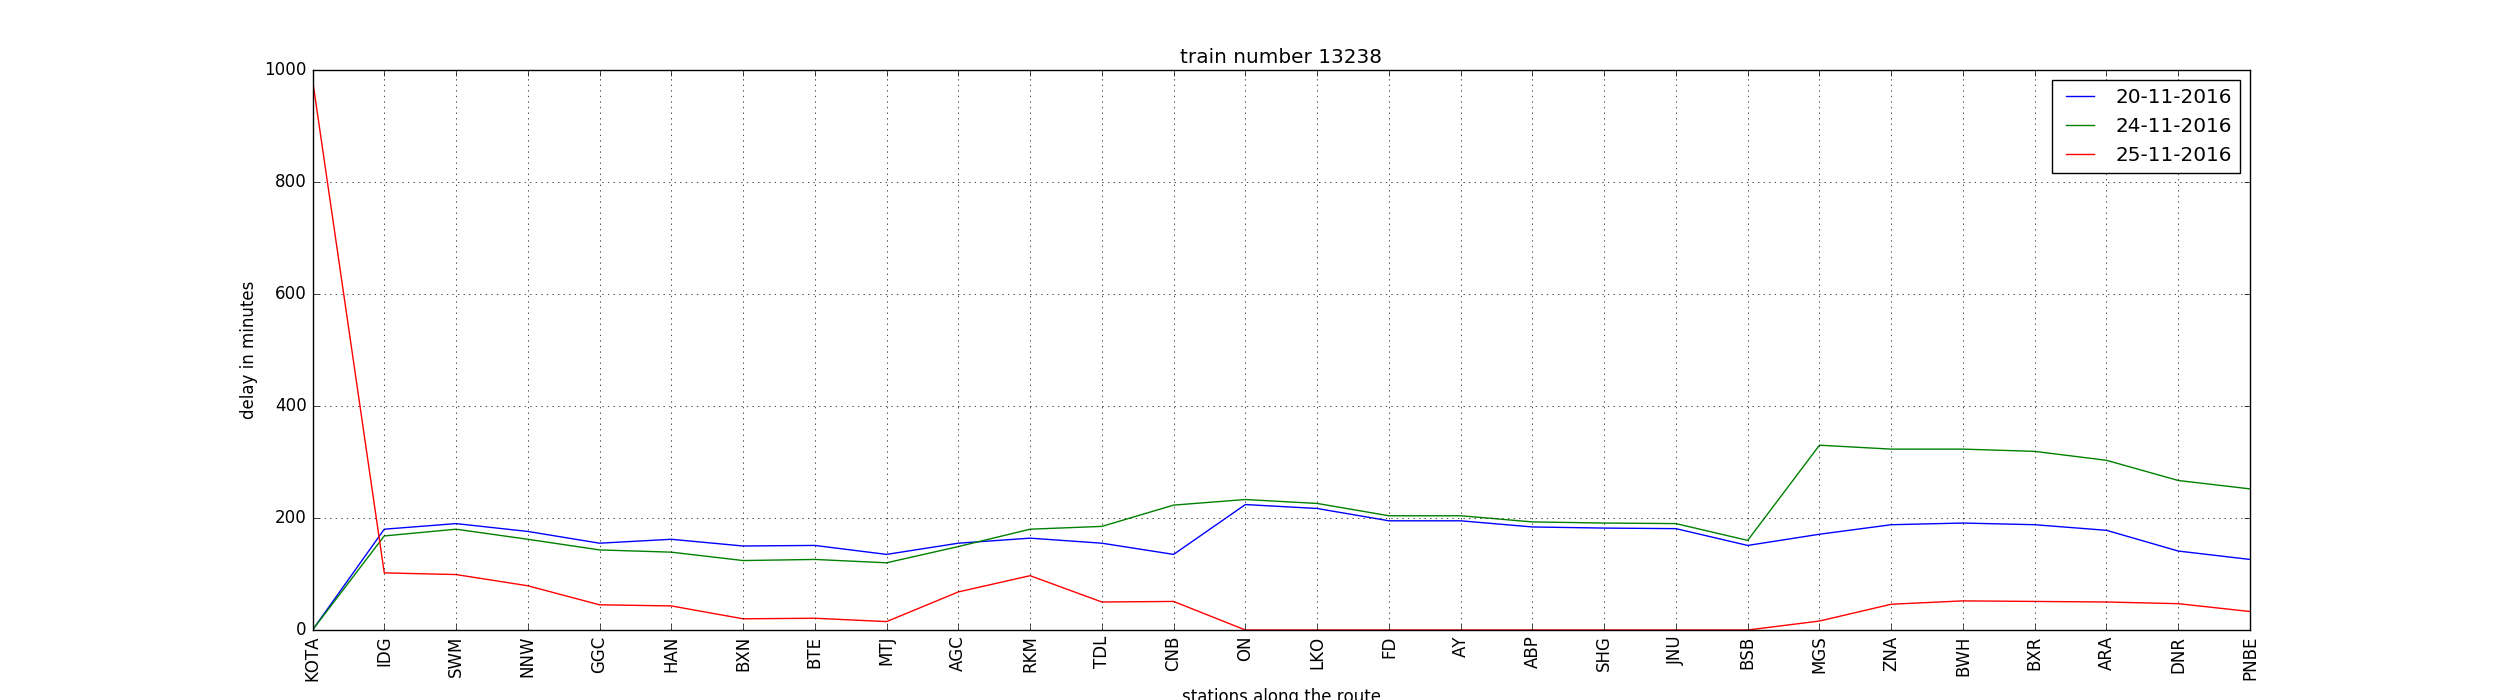 train number 13238
1000
800
600
400
200
0
delay in minutes
20-11-2016
24-11-2016
25-11-2016
KOTA
IDG
SWM
NNW
GGC
HAN
BXN
BTE
MTJ
AGC
RKM
TDL
CNB
ON
LKO
FD
AY
ABP
SHG
JNU
BSB
MGS
ZNA
BWH
BXR
ARA
DNR
PNBE
stations along the route